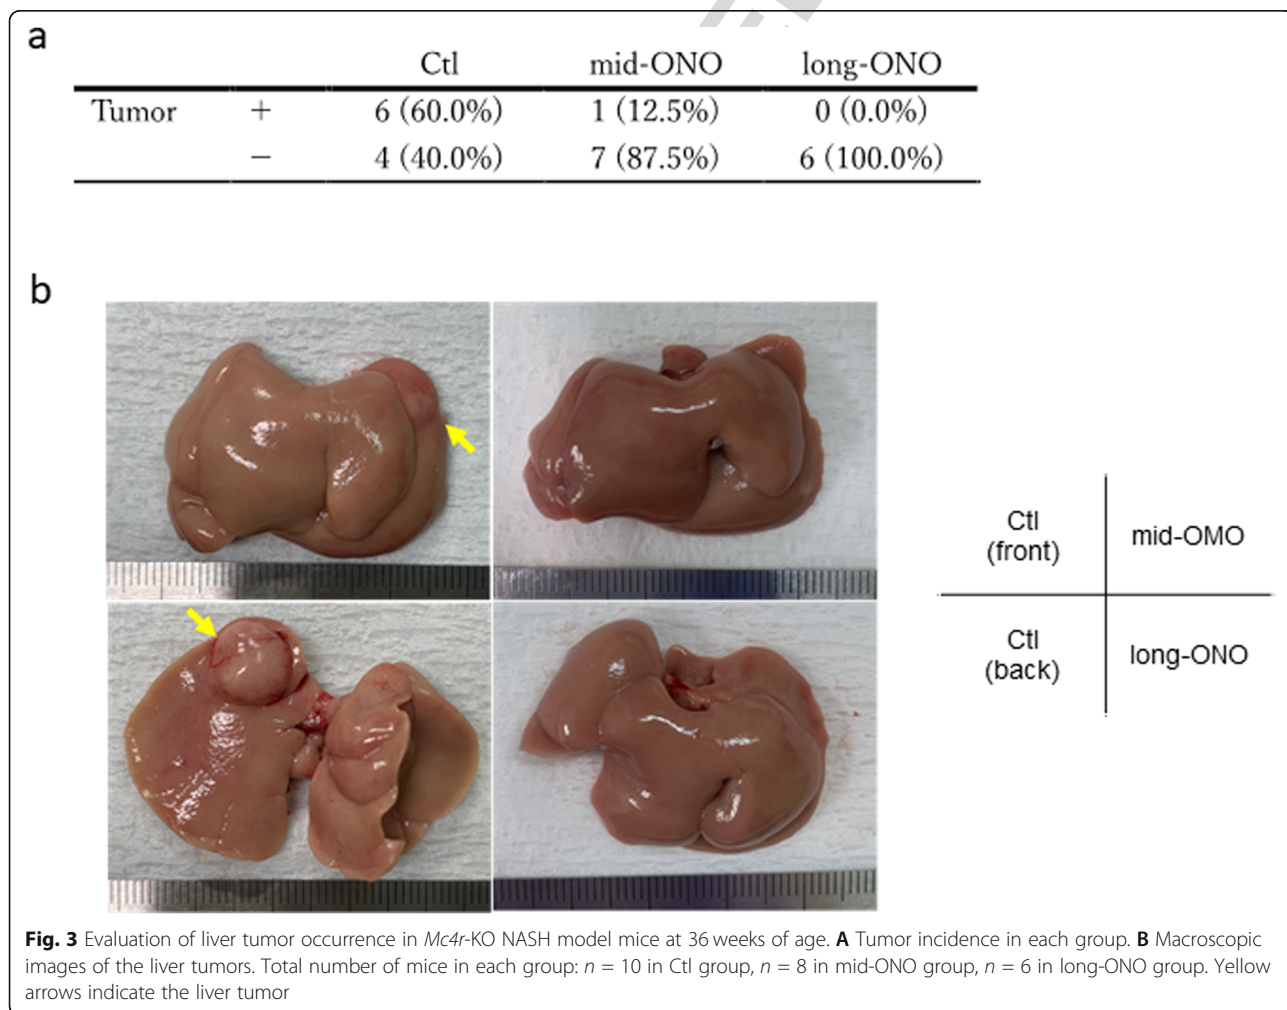 a
Ctl mid-ONO long-ONO
Tumor + 6 (60.0%) 1 (12.5%) 0 (0.0%)
− 4 (40.0%) 7 (87.5%) 6 (100.0%)
b
Ctl
(front)
mid-OMO
Ctl
(back)
long-ONO
Fig. 3 Evaluation of liver tumor occurrence in Mc4r-KO NASH model mice at 36 weeks of age. A Tumor incidence in each group. B Macroscopic
images of the liver tumors. Total number of mice in each group: n = 10 in Ctl group, n = 8 in mid-ONO group, n = 6 in long-ONO group. Yellow
arrows indicate the liver tumor